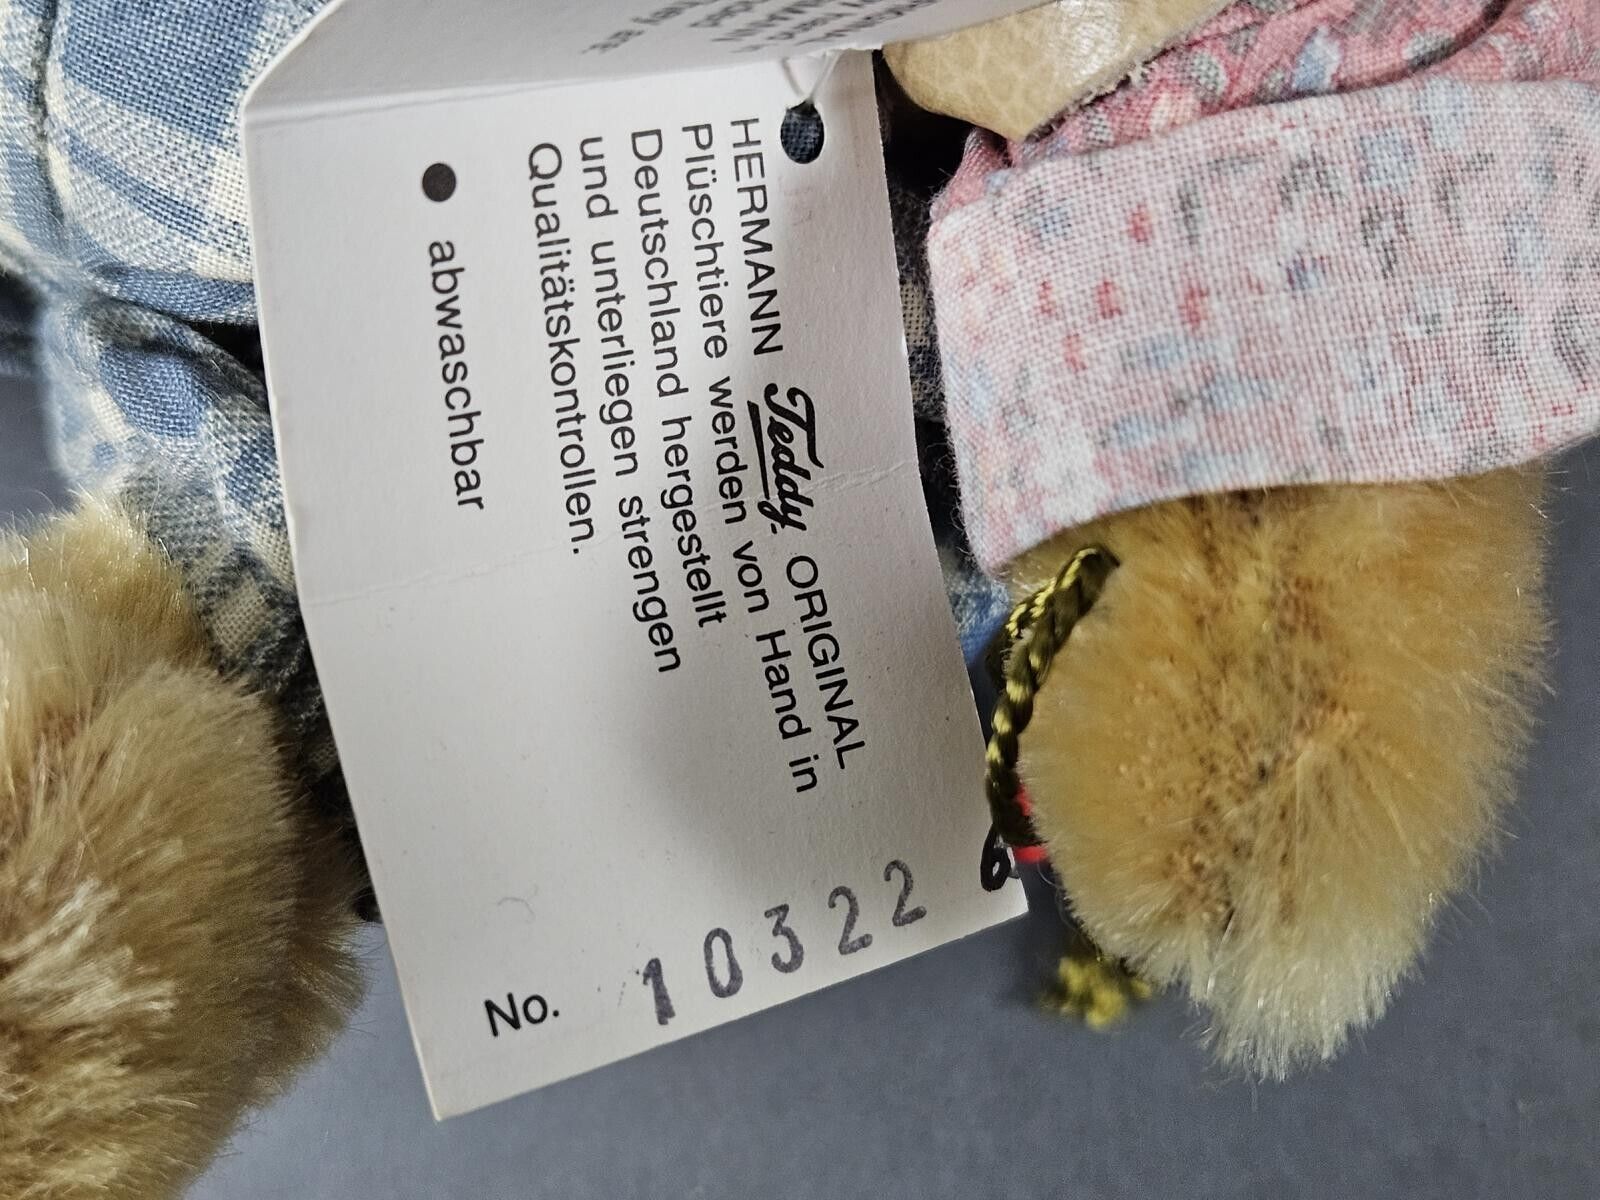 HERMANN Teddy ORIGINAL
Plüschtiere werden von Hand in
Deutschland hergestellt
und unterliegen strengen
Qualitätskontrollen.
● abwaschbar
No. 10322